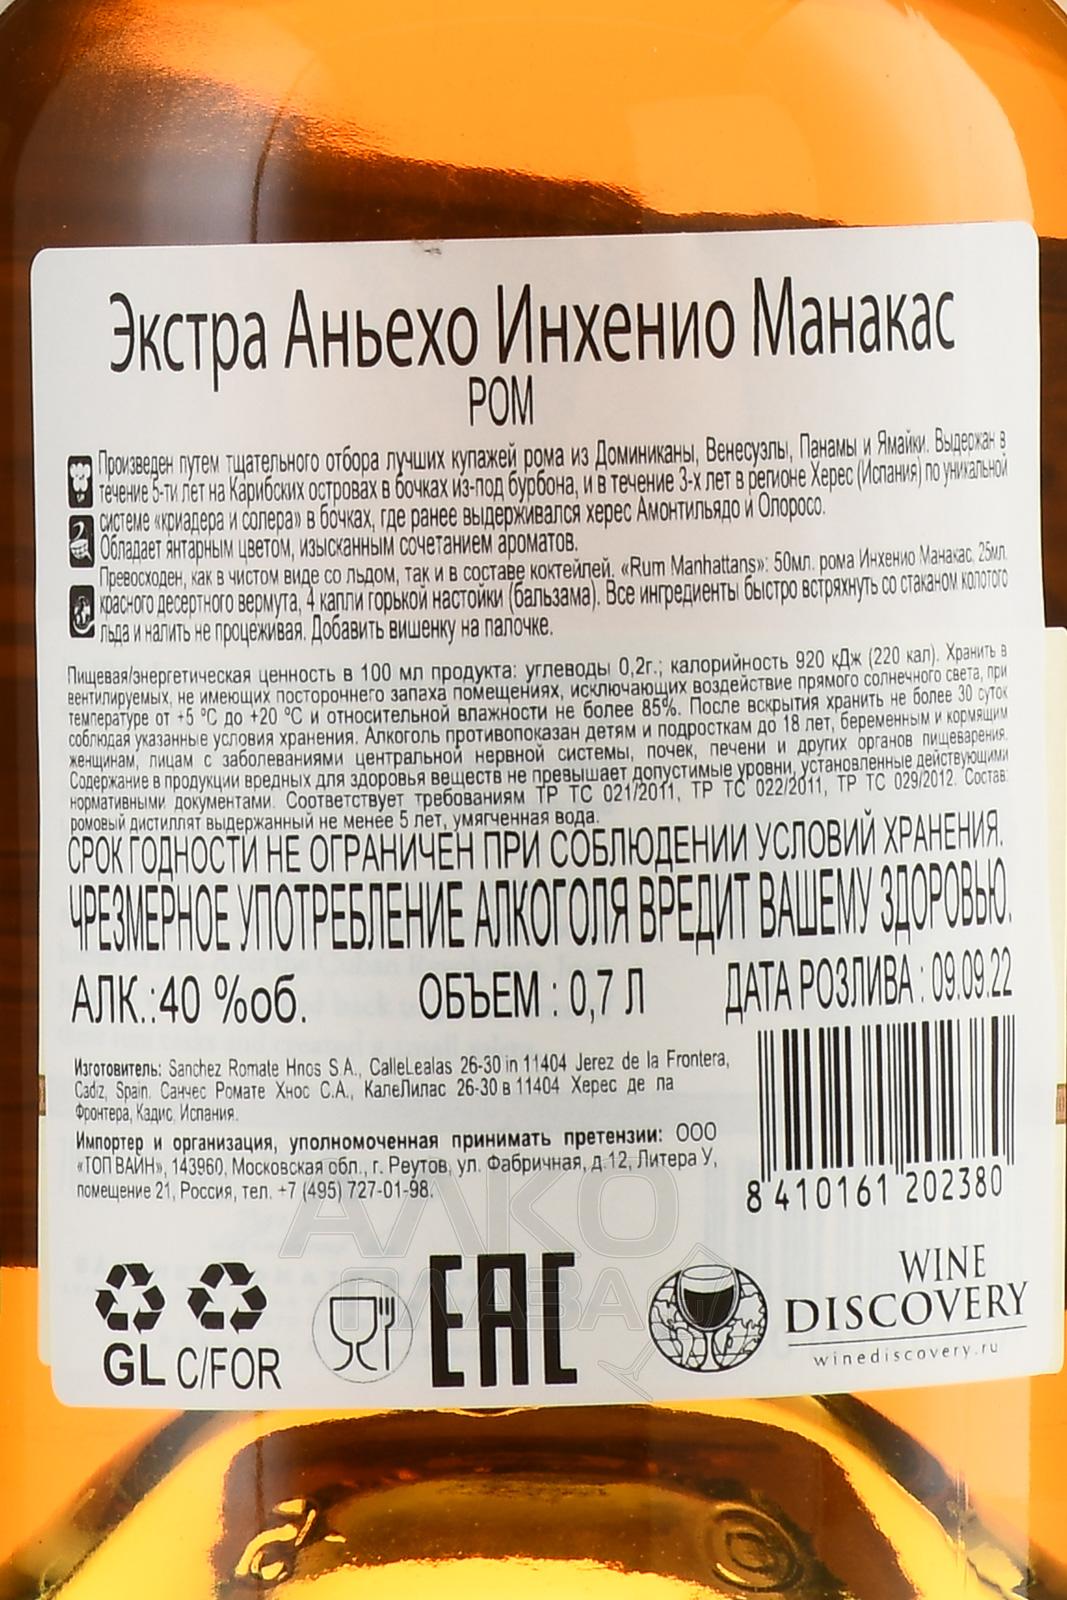 Экстра Аньехо Инхенио Манакас
РОМ
Произведен путем тщательного отбора лучших купажей рома из Доминиканы, Венесуэлы, Панамы и Ямайки. Выдержан в
течение 5-ти лет на Карибских островах в бочках из-под бурбона, и в течение 3-х лет в регионе Херес (Испания) по уникальной
системе «криадера и солера» в бочках, где ранее выдерживался херес Амонтильядо и Олоросо.
Обладает янтарным цветом, изысканным сочетанием ароматов.
Превосходен, как в чистом виде со льдом, так и в составе коктейлей. «Rum Manhattans»: 50мл. рома Инхенио Манакас, 25мл.
красного десертного вермута, 4 капли горькой настойки (бальзама). Все ингредиенты быстро встряхнуть со стаканом колотого
льда и налить не процеживая. Добавить вишенку на палочке.
Пищевая/энергетическая ценность в 100 мл продукта: углеводы 0,2г.; калорийность 920 кДж (220 кал). Хранить в
вентилируемых, не имеющих постороннего запаха помещениях, исключающих воздействие прямого солнечного света, при
температуре от +5 °C до +20 °C и относительной влажности не более 85%. После вскрытия хранить не более 30 суток
соблюдая указанные условия хранения. Алкоголь противопоказан детям и подросткам до 18 лет, беременным и кормящим
женщинам, лицам с заболеваниями центральной нервной системы, почек, печени и других органов пищеварения.
Содержание в продукции вредных для здоровья веществ не превышает допустимые уровни, установленные действующими
нормативными документами. Соответствует требованиям ТР ТС 021/2011, ТР ТС 022/2011, ТР ТС 029/2012. Состав:
ромовый дистиллят выдержанный не менее 5 лет, умягченная вода.
СРОК ГОДНОСТИ НЕ ОГРАНИЧЕН ПРИ СОБЛЮДЕНИИ УСЛОВИЙ ХРАНЕНИЯ.
ЧРЕЗМЕРНОЕ УПОТРЕБЛЕНИЕ АЛКОГОЛЯ ВРЕДИТ ВАШЕМУ ЗДОРОВЬЮ.
АЛК.:40 %об. ОБЪЕМ : 0,7 Л ДАТА РОЗЛИВА : 09.09.22
Изготовитель: Sanchez Romate Hnos S.A., CalleLealas 26-30 in 11404 Jerez de la Frontera,
Cadiz, Spain. Санчес Ромате Хнос С.А., КалеЛилас 26-30 в 11404 Херес де ла
Фронтера, Кадис, Испания.
Импортер и организация, уполномоченная принимать претензии: ООО
«ТОП ВАЙН», 143960, Московская обл., г. Реутов, ул. Фабричная, д.12, Литера У,
помещение 21, Россия, тел. +7 (495) 727-01-98.
8 410161 202380
АЛКО
ПЛАЗА
GL C/FOR
EAC
WINE
DISCOVERY
winediscovery.ru